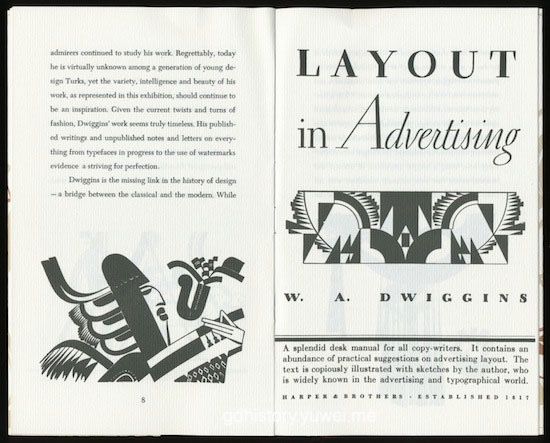 admirers continued to study his work. Regrettably, today
he is virtually unknown among a generation of young de-
sign Turks, yet the variety, intelligence and beauty of his
work, as represented in this exhibition, should continue to
be an inspiration. Given the current twists and turns of
fashion, Dwiggins' work seems truly timeless. His publish-
ed writings and unpublished notes and letters on every-
thing from typefaces in progress to the use of watermarks
evidence a striving for perfection.
Dwiggins is the missing link in the history of design
— a bridge between the classical and the modern. While
8
LAYOUT
in Advertising
W. A. DWIGGINS
A splendid desk manual for all copy-writers. It contains an
abundance of practical suggestions on advertising layout. The
text is copiously illustrated with sketches by the author, who
is widely known in the advertising and typographical world.
HARPER & BROTHERS - ESTABLISHED 1817
gohistory.yuwei.me